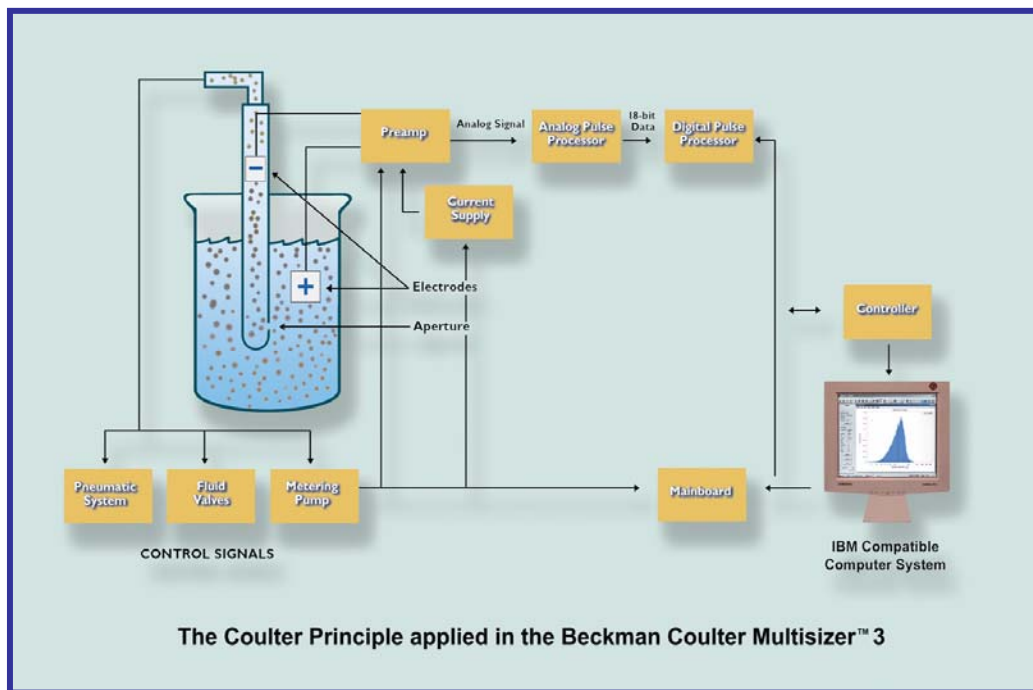 Preamp
Analog Signal
Analog Pulse
Processor
18-bit
Data
Digital Pulse
Processor
−
Current
Supply
+
Electrodes
Aperture
Controller
Pneumatic
System
Fluid
Valves
Metering
Pump
Mainboard
CONTROL SIGNALS
IBM Compatible
Computer System
The Coulter Principle applied in the Beckman Coulter Multisizer™ 3